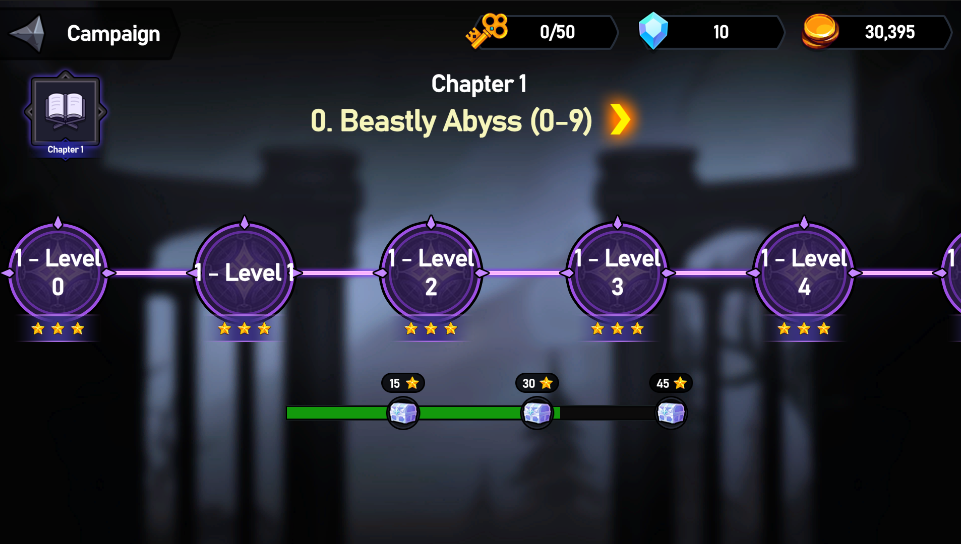 Campaign
0/50
10
30,395
Chapter 1
Chapter 1
0. Beastly Abyss (0-9)
1 - Level
0
1 - Level 1
1 - Level
2
1 - Level
3
1 - Level
4
1
15
30
45